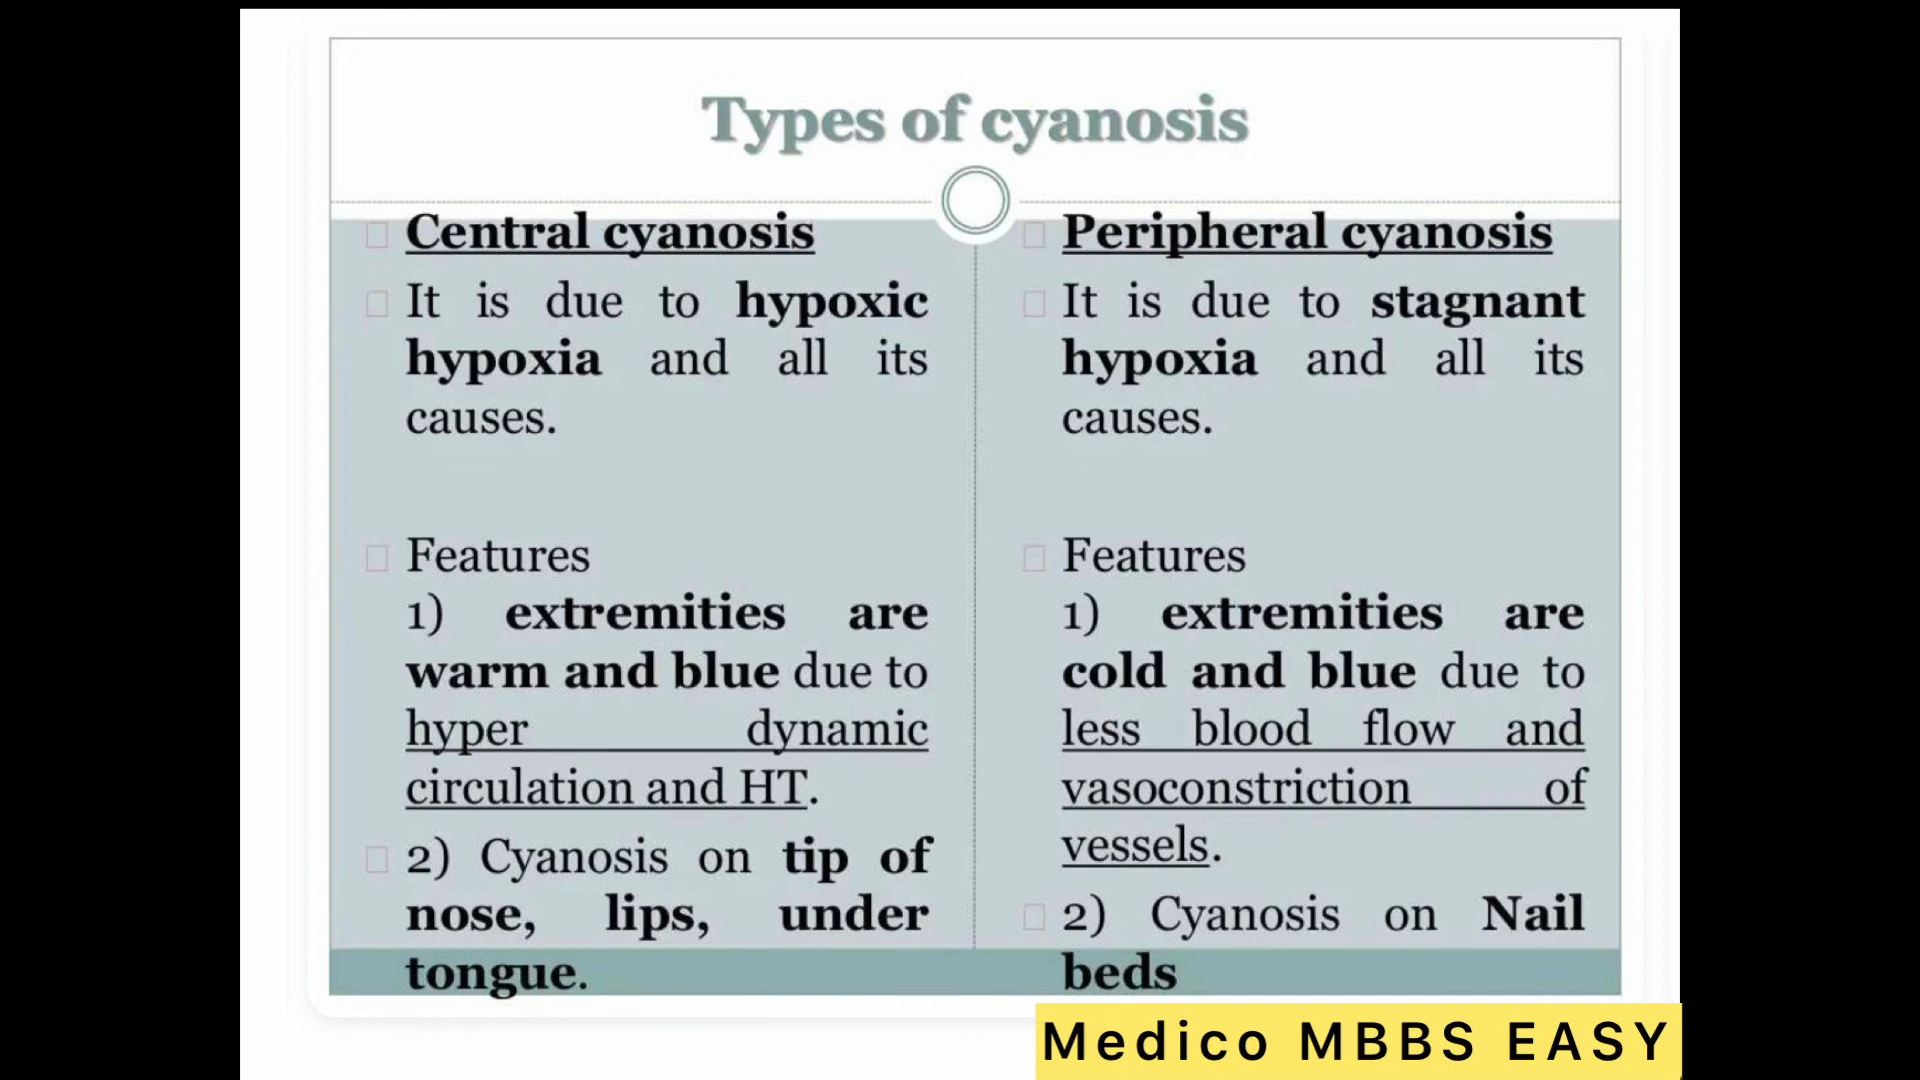 Types of cyanosis
Central cyanosis
It is due to hypoxic
hypoxia and all its
causes.
Features
1) extremities are
warm and blue due to
hyper dynamic
circulation and HT.
2) Cyanosis on tip of
nose, lips, under
tongue.
Peripheral cyanosis
It is due to stagnant
hypoxia and all its
causes.
Features
1) extremities are
cold and blue due to
less blood flow and
vasoconstriction of
vessels.
2) Cyanosis on Nail
beds
Medico MBBS EASY